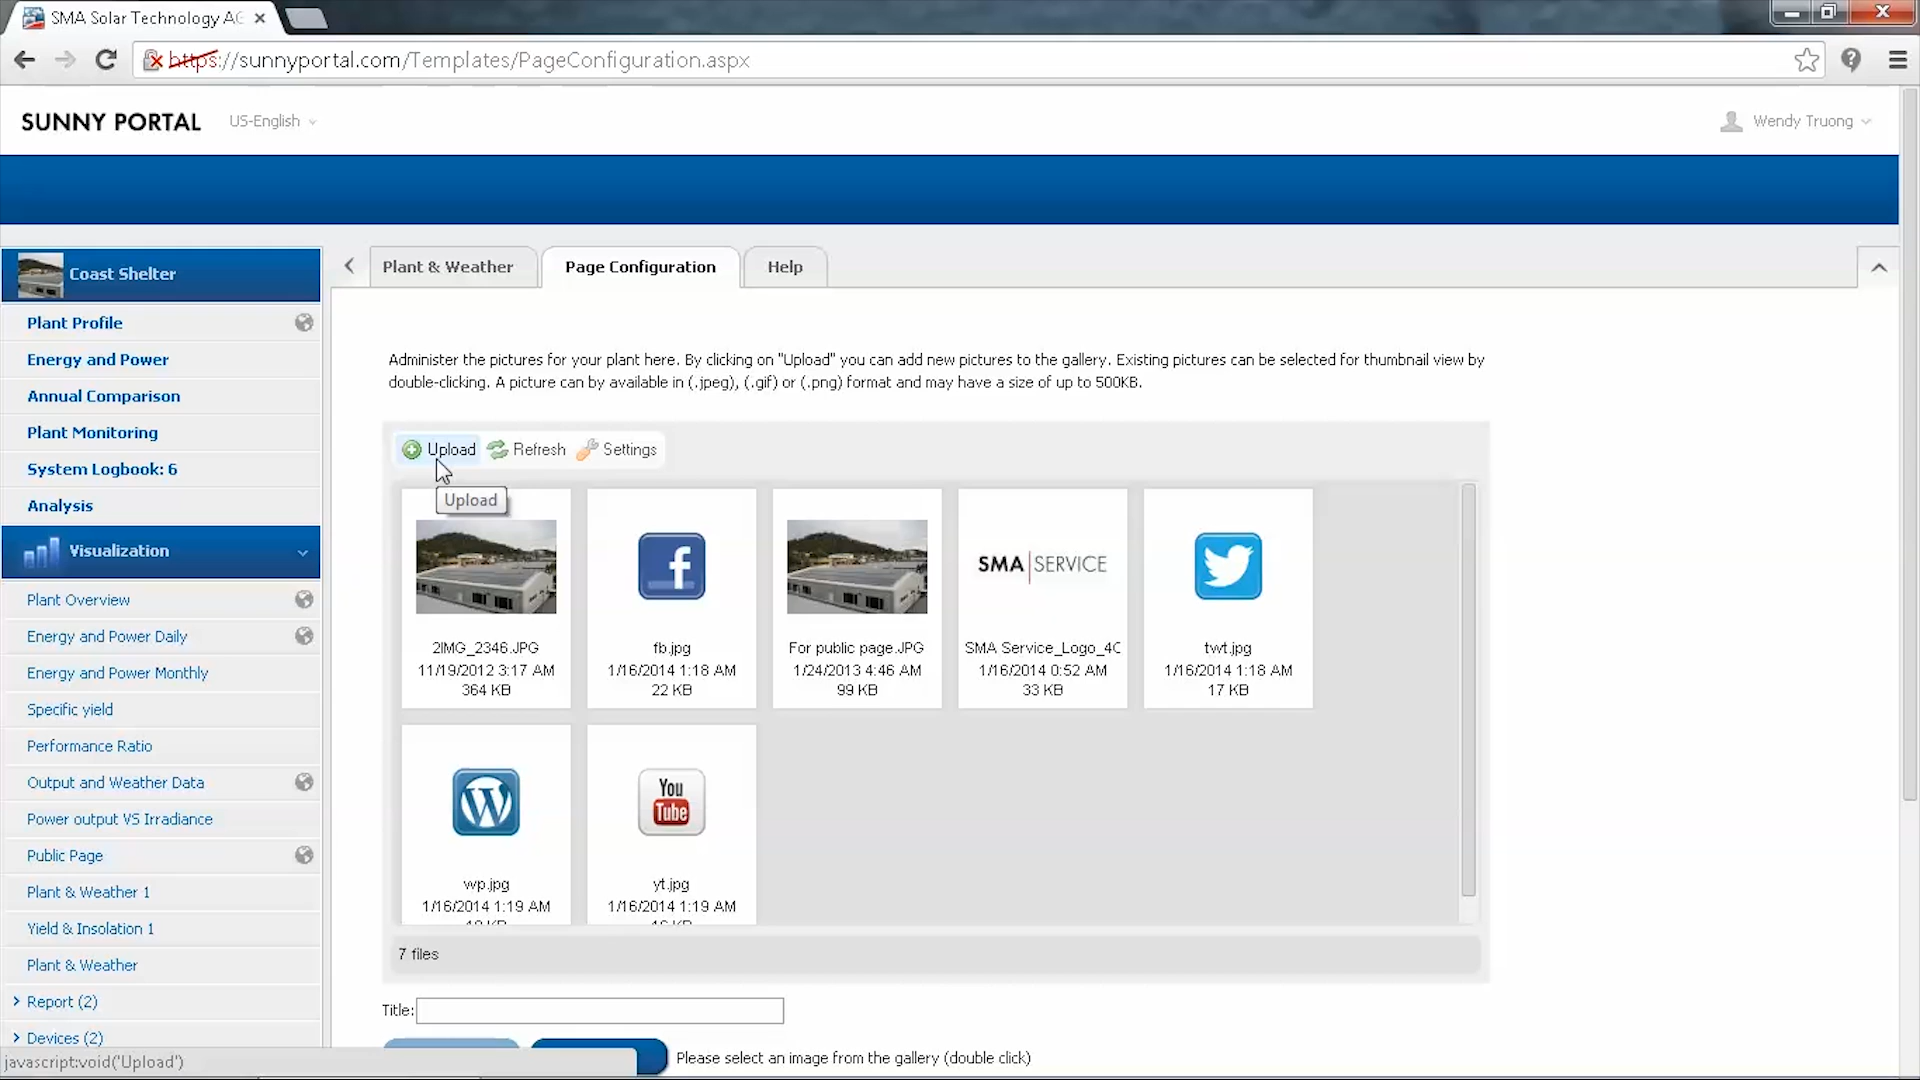 SMA Solar Technology AG
https://sunnyportal.com/Templates/PageConfiguration.aspx
SUNNY PORTAL
US-English
Wendy Truong
Coast Shelter
Plant & Weather
Page Configuration
Help
Plant Profile
Energy and Power
Annual Comparison
Plant Monitoring
System Logbook: 6
Analysis
Visualization
Plant Overview
Energy and Power Daily
Energy and Power Monthly
Specific yield
Performance Ratio
Output and Weather Data
Power output VS Irradiance
Public Page
Plant & Weather 1
Yield & Insolation 1
Plant & Weather
Report (2)
Devices (2)
javascript:void('Upload')
Administer the pictures for your plant here. By clicking on "Upload" you can add new pictures to the gallery. Existing pictures can be selected for thumbnail view by
double-clicking. A picture can by available in (.jpeg), (.gif) or (.png) format and may have a size of up to 500KB.
Upload
Refresh
Settings
Upload
2IMG_2346.JPG
11/19/2012 3:17 AM
364 KB
f
fb.jpg
1/16/2014 1:18 AM
22 KB
For public page.JPG
1/24/2013 4:46 AM
99 KB
SMA SERVICE
SMA Service_Logo_4C
1/16/2014 0:52 AM
33 KB
twt.jpg
1/16/2014 1:18 AM
17 KB
W
wp.jpg
1/16/2014 1:19 AM
You
Tube
yt.jpg
1/16/2014 1:19 AM
7 files
Title:
Please select an image from the gallery (double click)